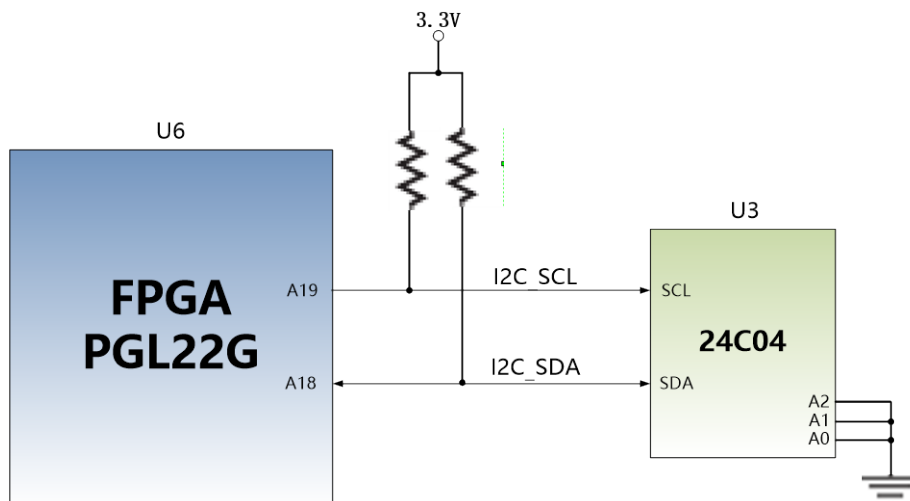 3.3V
U6
U3
FPGA
PGL22G
A19
I2C_SCL
SCL
24C04
A18
I2C_SDA
SDA
A2
A1
A0